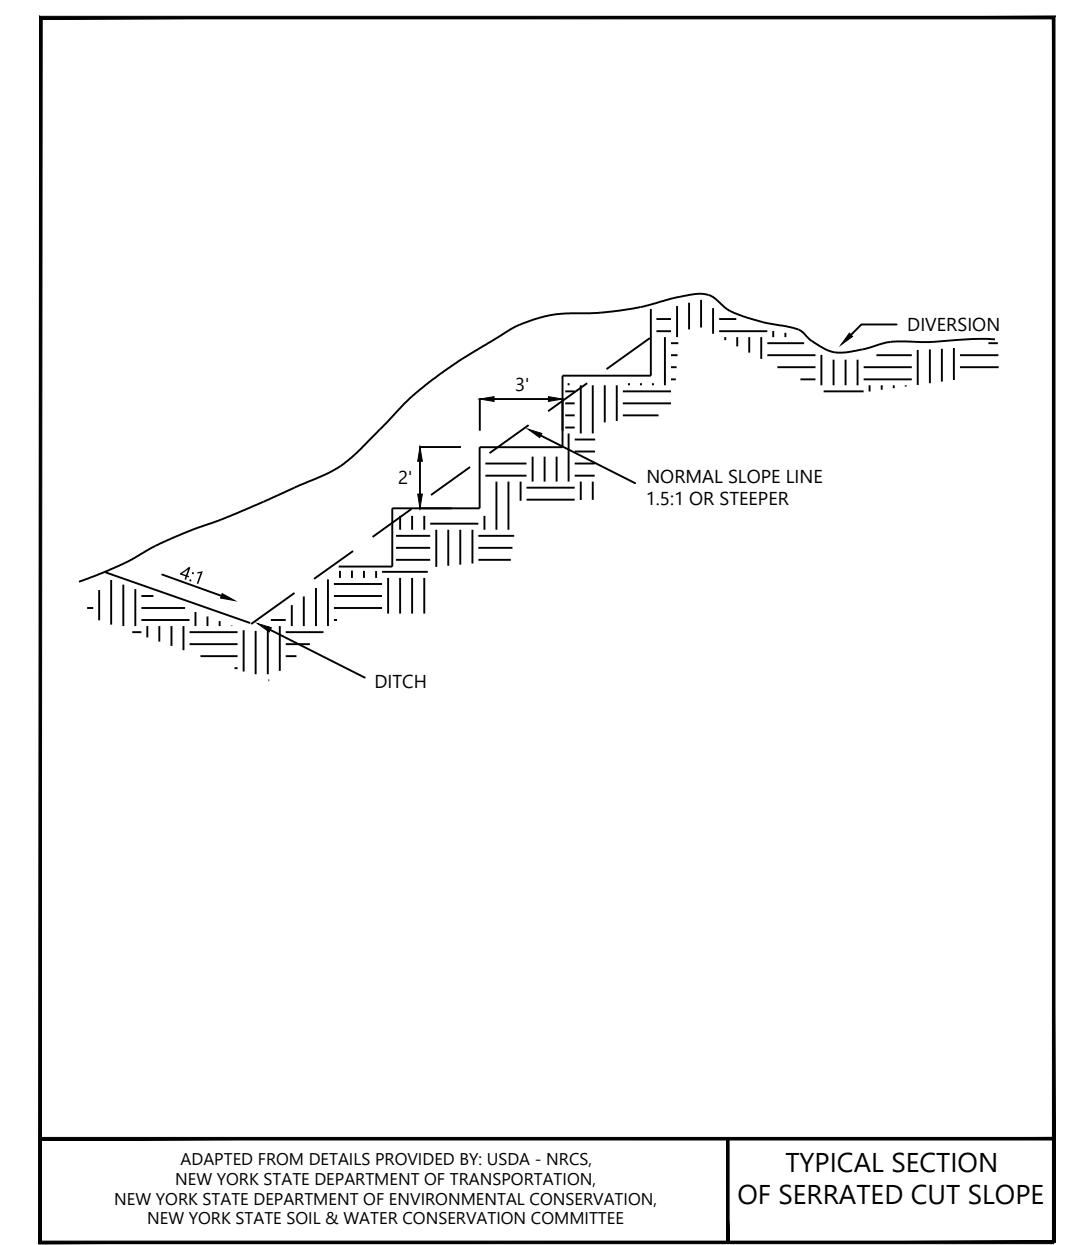 DIVERSION
3'
2'
NORMAL SLOPE LINE
1.5:1 OR STEEPER
4:1
DITCH
ADAPTED FROM DETAILS PROVIDED BY: USDA - NRCS,
NEW YORK STATE DEPARTMENT OF TRANSPORTATION,
NEW YORK STATE DEPARTMENT OF ENVIRONMENTAL CONSERVATION,
NEW YORK STATE SOIL & WATER CONSERVATION COMMITTEE
TYPICAL SECTION
OF SERRATED CUT SLOPE